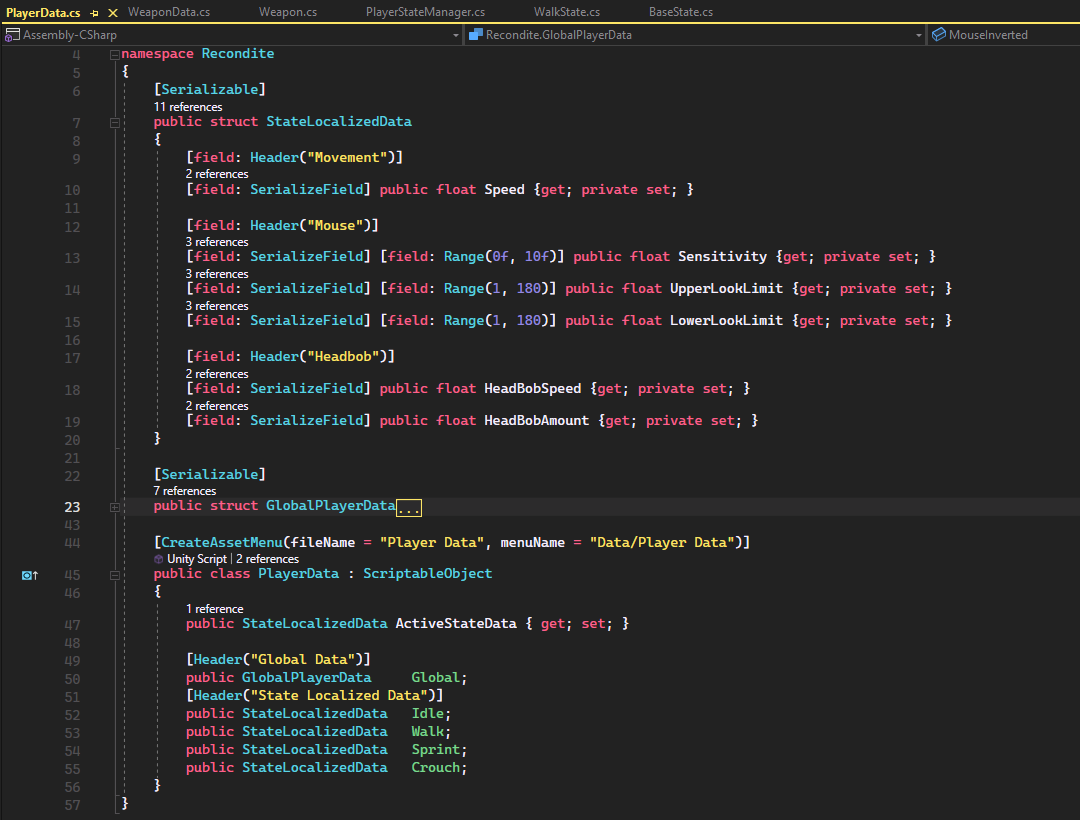 PlayerData.cs WeaponData.cs Weapon.cs PlayerStateManager.cs WalkState.cs BaseState.cs
Assembly-CSharp Recondite.GlobalPlayerData MouseInverted
4 namespace Recondite
5 {
6 [Serializable]
11 references
7 public struct StateLocalizedData
8 {
9 [field: Header("Movement")]
2 references
10 [field: SerializeField] public float Speed {get; private set; }
11
12 [field: Header("Mouse")]
3 references
13 [field: SerializeField] [field: Range(0f, 10f)] public float Sensitivity {get; private set; }
3 references
14 [field: SerializeField] [field: Range(1, 180)] public float UpperLookLimit {get; private set; }
3 references
15 [field: SerializeField] [field: Range(1, 180)] public float LowerLookLimit {get; private set; }
16
17 [field: Header("Headbob")]
2 references
18 [field: SerializeField] public float HeadBobSpeed {get; private set; }
2 references
19 [field: SerializeField] public float HeadBobAmount {get; private set; }
20 }
21
22 [Serializable]
7 references
23 public struct GlobalPlayerData...
43
44 [CreateAssetMenu(fileName = "Player Data", menuName = "Data/Player Data")]
Unity Script | 2 references
45 public class PlayerData : ScriptableObject
46 {
1 reference
47 public StateLocalizedData ActiveStateData { get; set; }
48
49 [Header("Global Data")]
50 public GlobalPlayerData Global;
51 [Header("State Localized Data")]
52 public StateLocalizedData Idle;
53 public StateLocalizedData Walk;
54 public StateLocalizedData Sprint;
55 public StateLocalizedData Crouch;
56 }
57 }